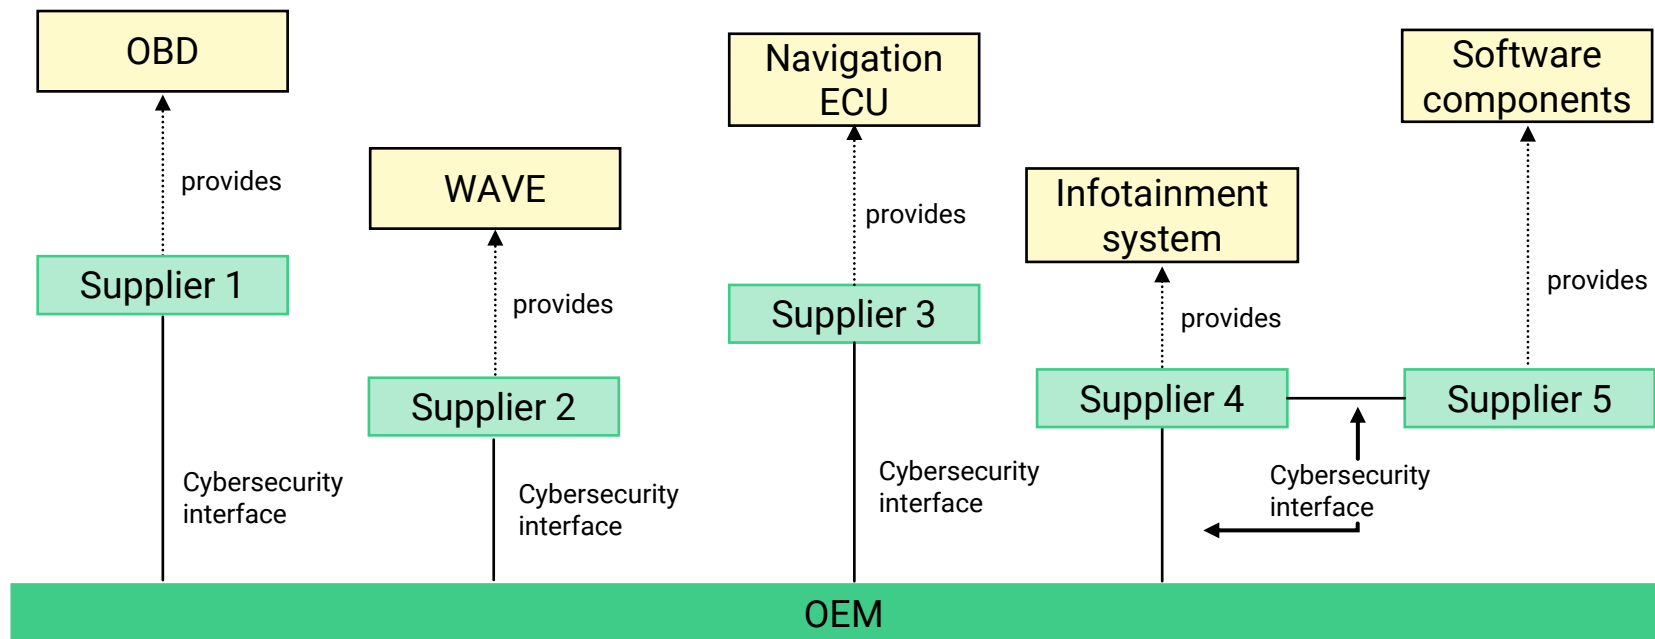 OBD
provides
Supplier 1
Cybersecurity
interface
WAVE
provides
Supplier 2
Cybersecurity
interface
Navigation
ECU
provides
Supplier 3
Cybersecurity
interface
Infotainment
system
provides
Supplier 4
Software
components
provides
Supplier 5
Cybersecurity
interface
OEM